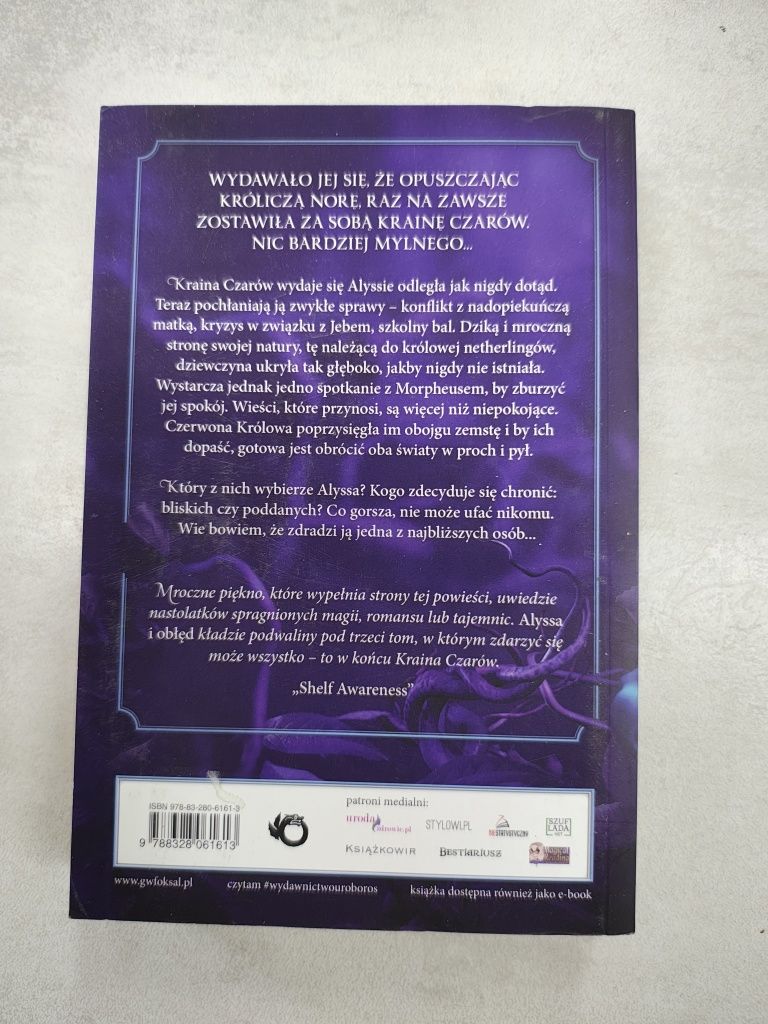 WYDAWAŁO JEJ SIĘ, ŻE OPUSZCZAJĄC
KRÓLICZĄ NORĘ, RAZ NA ZAWSZE
ZOSTAWIŁA ZA SOBĄ KRAINĘ CZARÓW.
NIC BARDZIEJ MYLNEGO...
Kraina Czarów wydaje się Alyssie odległa jak nigdy dotąd.
Teraz pochłaniają ją zwykłe sprawy – konflikt z nadopiekuńczą
matką, kryzys w związku z Jebem, szkolny bal. Dziką i mroczną
stronę swojej natury, tę należącą do królowej netherlingów,
dziewczyna ukryła tak głęboko, jakby nigdy nie istniała.
Wystarcza jednak jedno spotkanie z Morpheusem, by zburzyć
jej spokój. Wieści, które przynosi, są więcej niż niepokojące.
Czerwona Królowa poprzysięgła im obojgu zemstę i by ich
dopaść, gotowa jest obrócić oba światy w proch i pył.
Który z nich wybierze Alyssa? Kogo zdecyduje się chronić:
bliskich czy poddanych? Co gorsza, nie może ufać nikomu.
Wie bowiem, że zdradzi ją jedna z najbliższych osób...
Mroczne piękno, które wypełnia strony tej powieści, uwiedzie
nastolatków spragnionych magii, romansu lub tajemnic. Alyssa
i obłęd kładzie podwaliny pod trzeci tom, w którym zdarzyć się
może wszystko – to w końcu Kraina Czarów.
„Shelf Awareness”
ISBN 978-83-280-6161-3
9 788328 061613
patroni medialni:
uroda
zdrowie.pl
STYLOWI.PL
NIESTATYSTYCZNY
SZUF
LADA
.NET
KSIĄŻKOWIR
BESTIARIUSZ
www.gwfoksal.pl
czytam #wydawnictwouroboros
książka dostępna również jako e-book